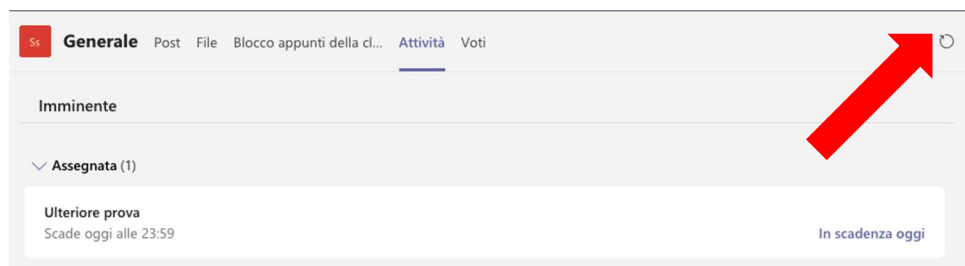 Ss Generale Post File Blocco appunti della cl... Attività Voti
Imminente
Assegnata (1)
Ulteriore prova
Scade oggi alle 23:59
In scadenza oggi